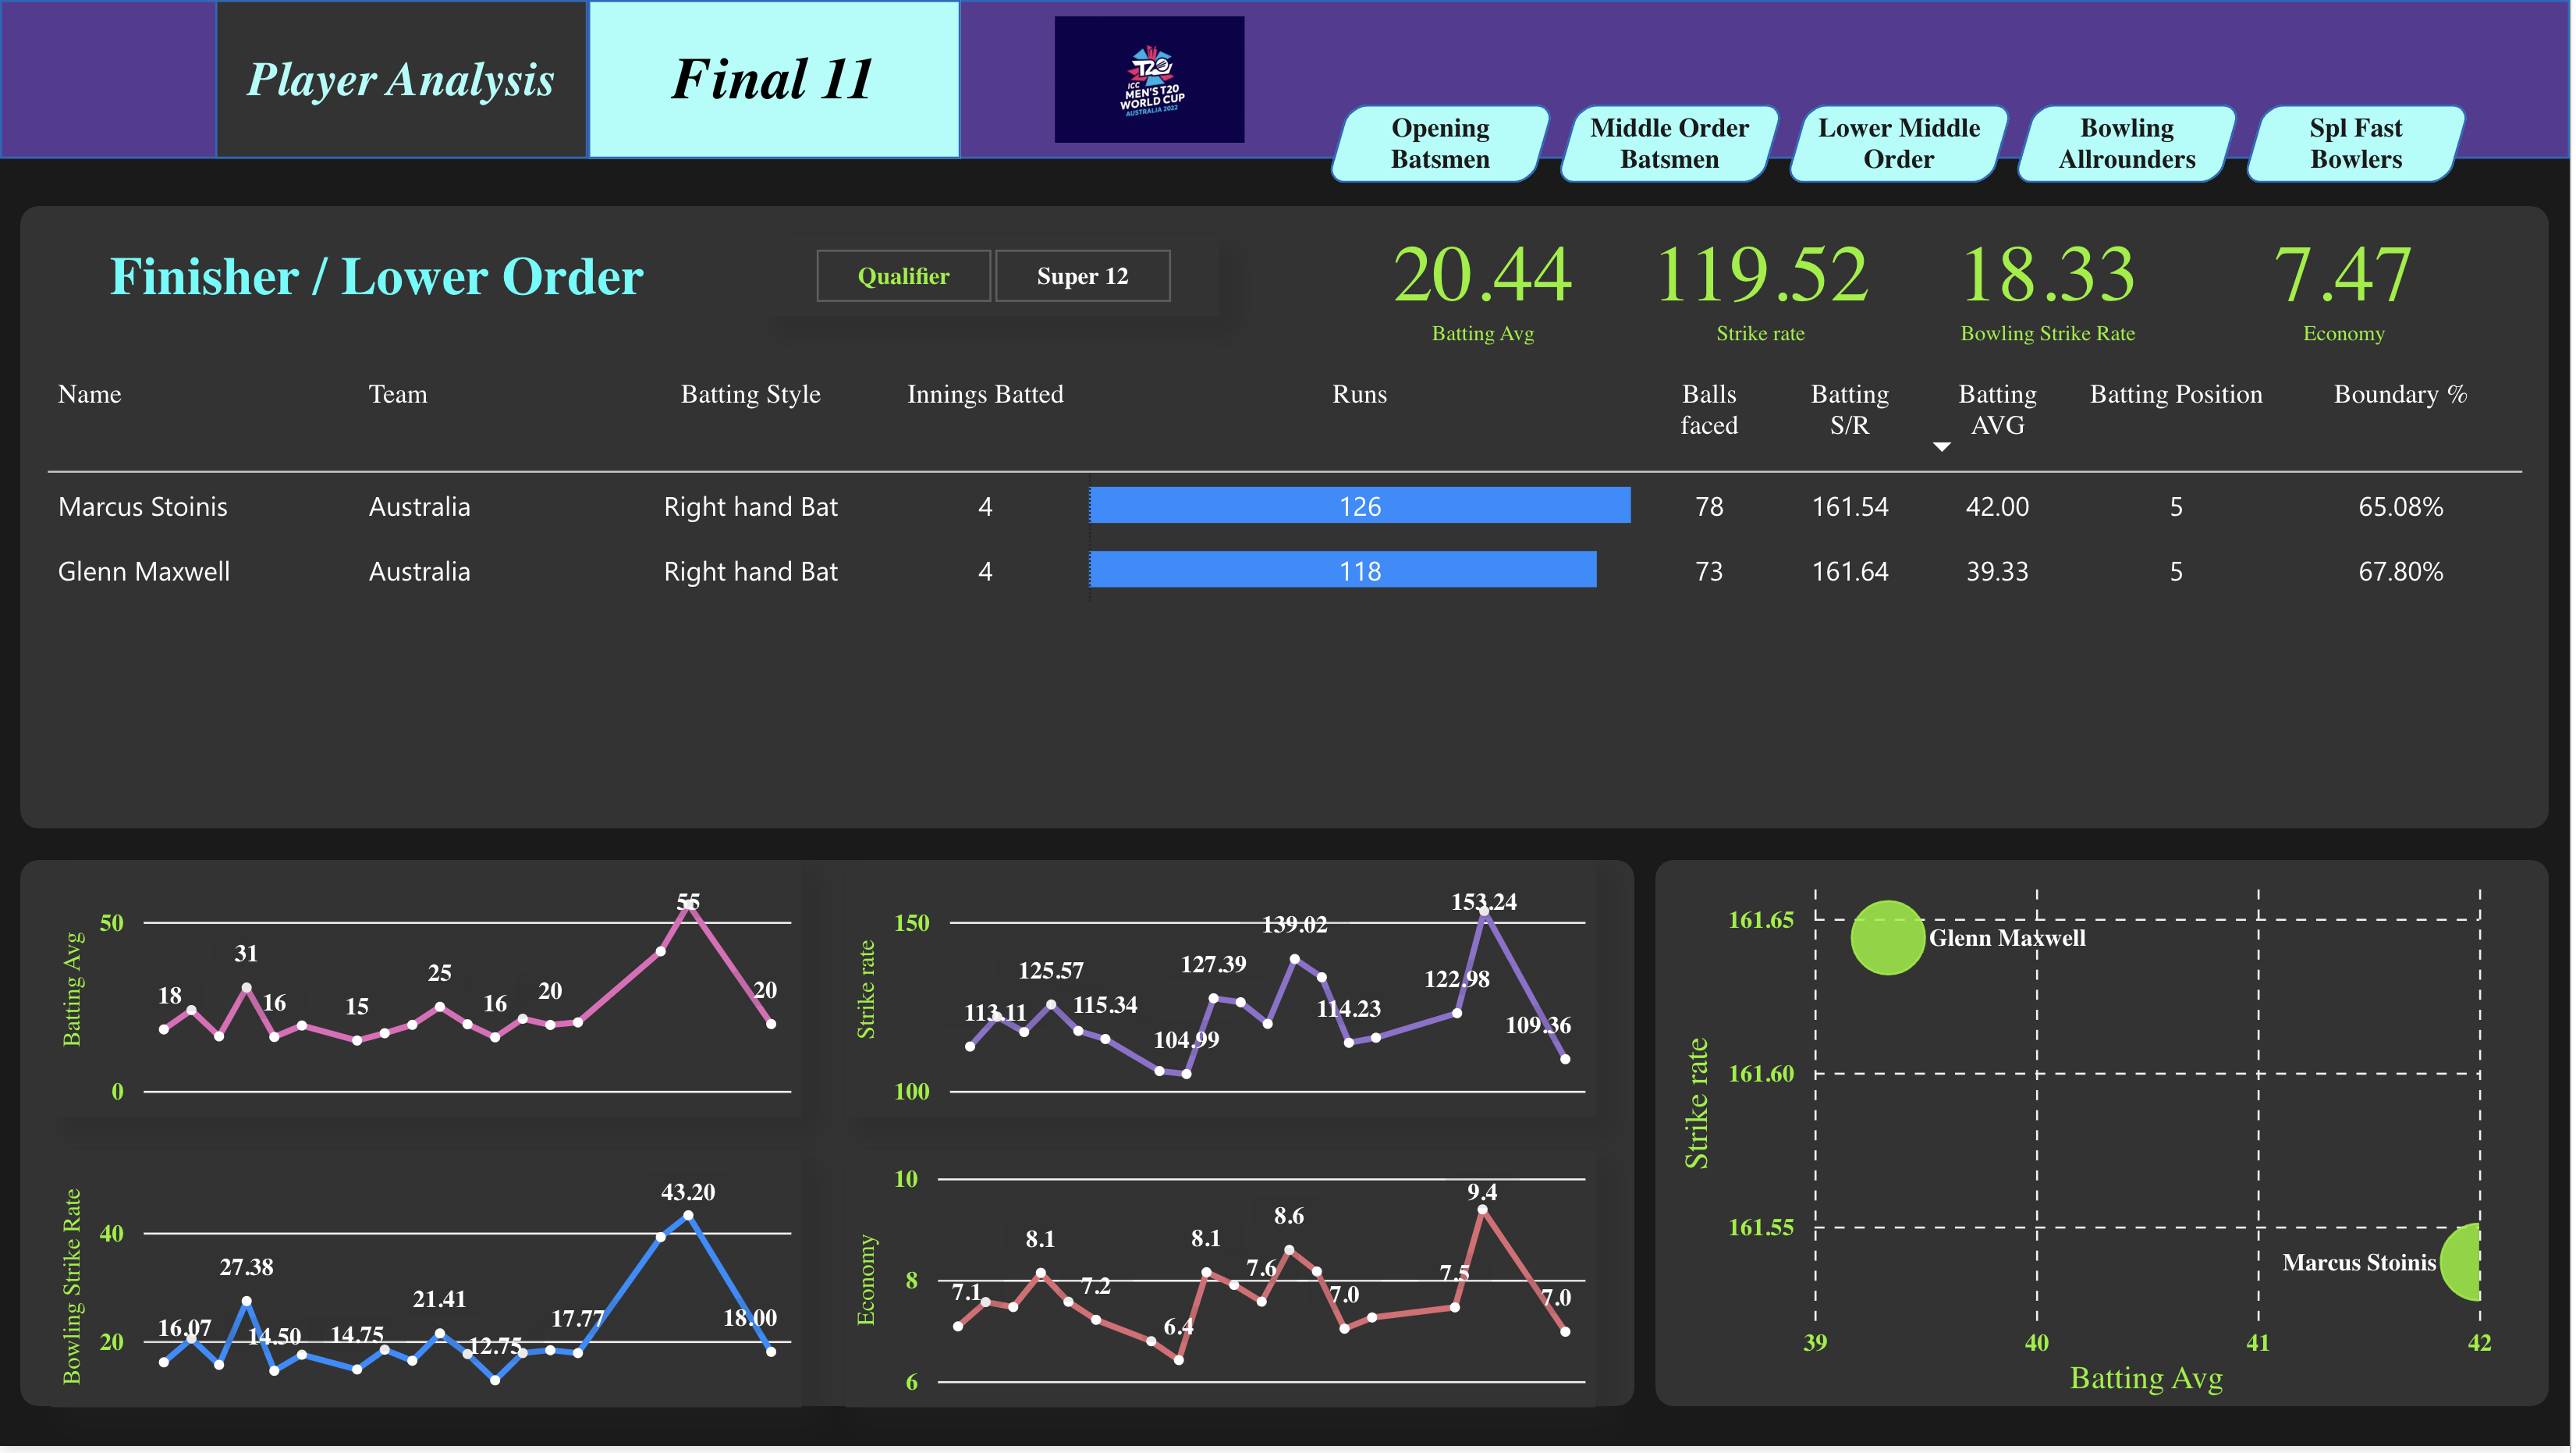 Player Analysis
Final 11
T20
ICC
MEN'S T20
WORLD CUP
AUSTRALIA 2022
Opening
Batsmen
Middle Order
Batsmen
Lower Middle
Order
Bowling
Allrounders
Spl Fast
Bowlers
Finisher / Lower Order
Qualifier
Super 12
20.44
Batting Avg
119.52
Strike rate
18.33
Bowling Strike Rate
7.47
Economy
Name Team Batting Style Innings Batted Runs Balls faced Batting S/R Batting AVG Batting Position Boundary %
Marcus Stoinis Australia Right hand Bat 4 126 78 161.54 42.00 5 65.08%
Glenn Maxwell Australia Right hand Bat 4 118 73 161.64 39.33 5 67.80%
Batting Avg
50
0
18
31
16
15
25
16
20
55
20
Strike rate
150
100
113.11
125.57
115.34
104.99
127.39
139.02
114.23
122.98
153.24
109.36
Bowling Strike Rate
40
20
16.07
27.38
14.50
14.75
21.41
12.75
17.77
43.20
18.00
Economy
10
8
6
7.1
8.1
7.2
6.4
8.1
7.6
8.6
7.0
7.5
9.4
7.0
Strike rate
161.65
161.60
161.55
Glenn Maxwell
Marcus Stoinis
39
40
41
42
Batting Avg